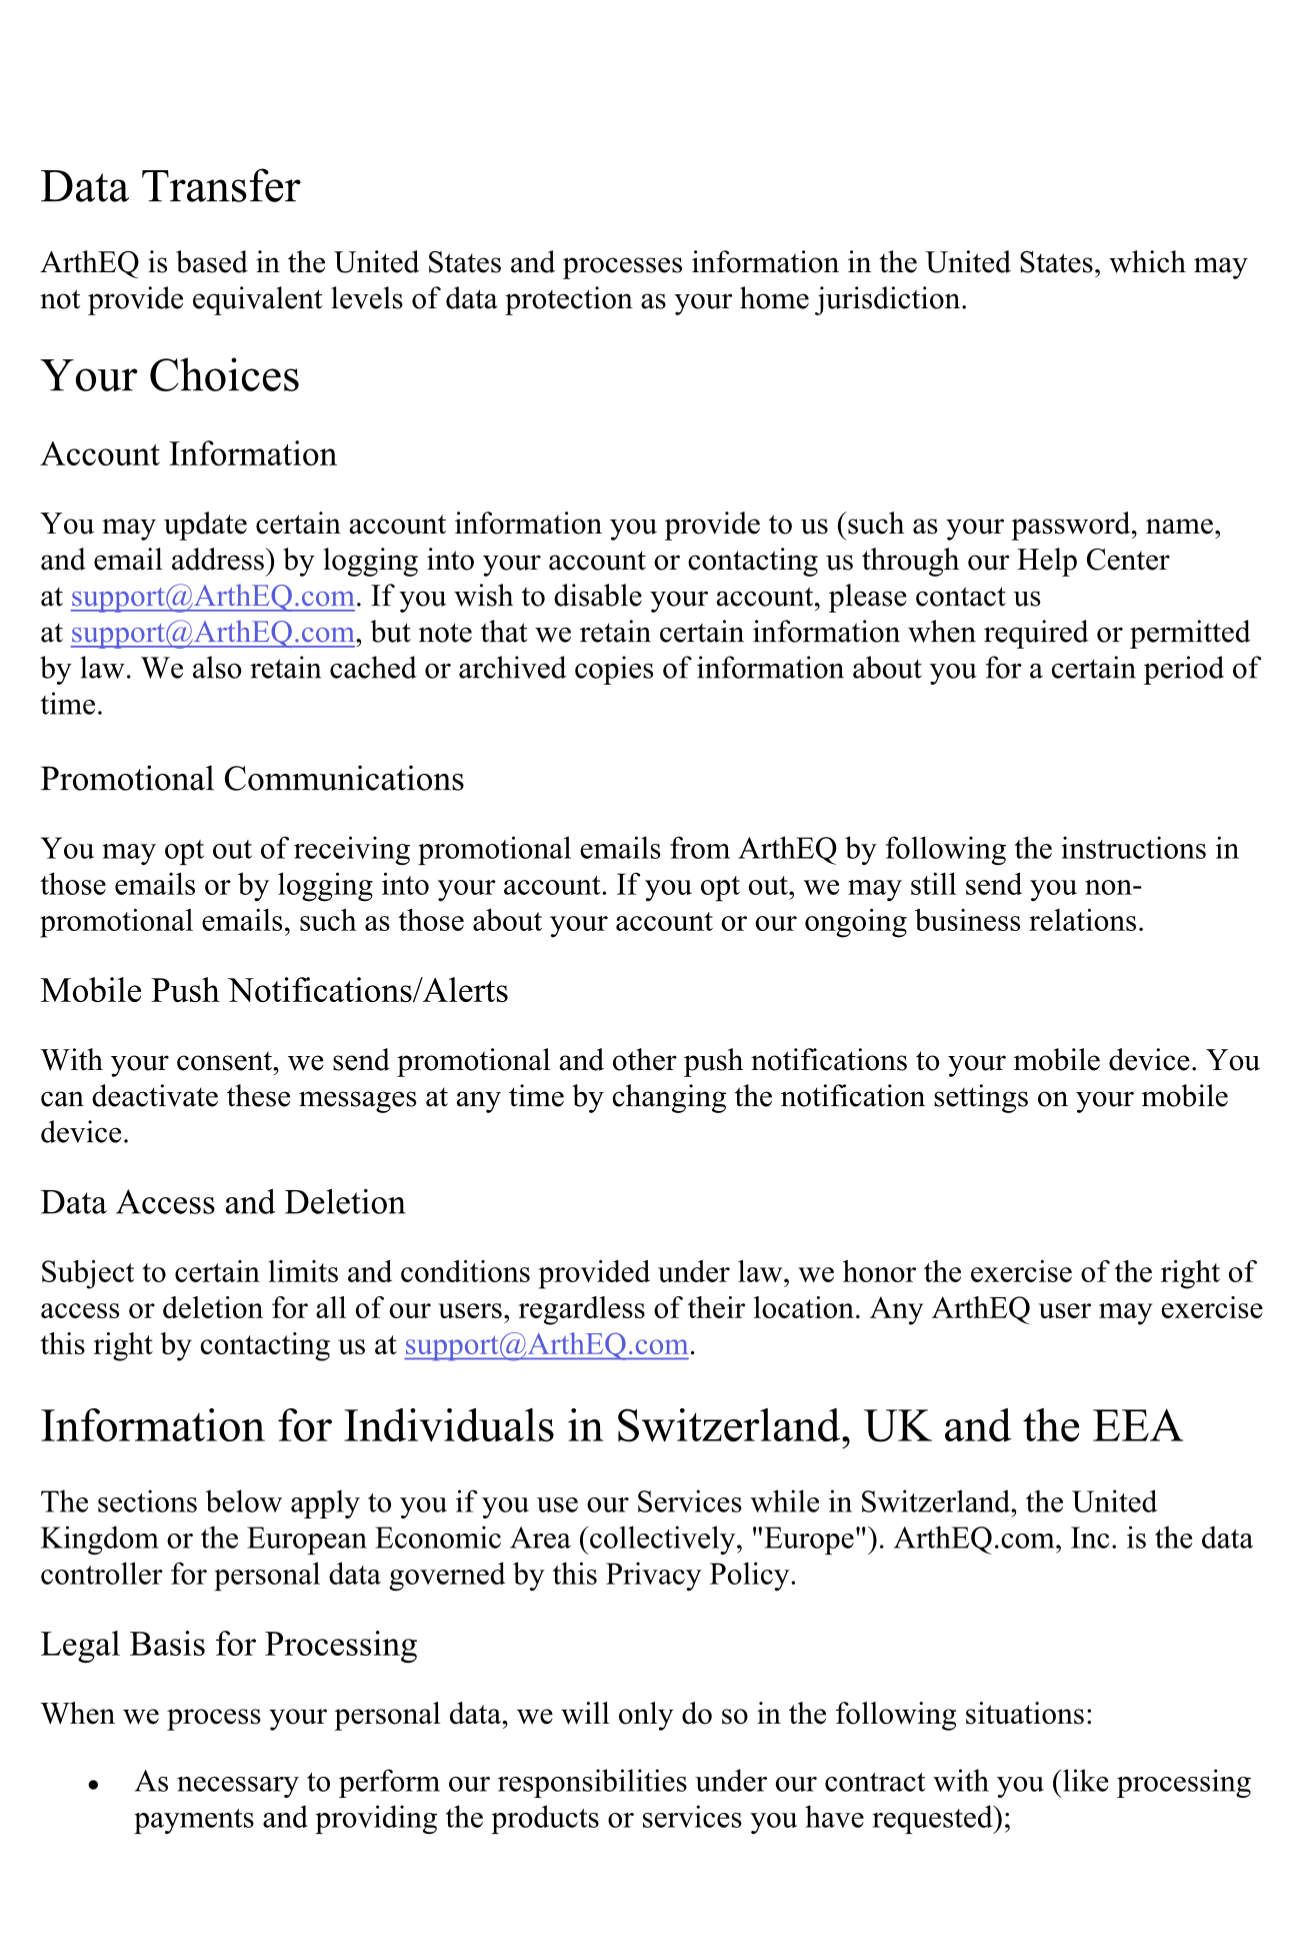 Data Transfer
ArthEQ is based in the United States and processes information in the United States, which may
not provide equivalent levels of data protection as your home jurisdiction.
Your Choices
Account Information
You may update certain account information you provide to us (such as your password, name,
and email address) by logging into your account or contacting us through our Help Center
at support@ArthEQ.com. If you wish to disable your account, please contact us
at support@ArthEQ.com, but note that we retain certain information when required or permitted
by law. We also retain cached or archived copies of information about you for a certain period of
time.
Promotional Communications
You may opt out of receiving promotional emails from ArthEQ by following the instructions in
those emails or by logging into your account. If you opt out, we may still send you non-
promotional emails, such as those about your account or our ongoing business relations.
Mobile Push Notifications/Alerts
With your consent, we send promotional and other push notifications to your mobile device. You
can deactivate these messages at any time by changing the notification settings on your mobile
device.
Data Access and Deletion
Subject to certain limits and conditions provided under law, we honor the exercise of the right of
access or deletion for all of our users, regardless of their location. Any ArthEQ user may exercise
this right by contacting us at support@ArthEQ.com.
Information for Individuals in Switzerland, UK and the EEA
The sections below apply to you if you use our Services while in Switzerland, the United
Kingdom or the European Economic Area (collectively, "Europe"). ArthEQ.com, Inc. is the data
controller for personal data governed by this Privacy Policy.
Legal Basis for Processing
When we process your personal data, we will only do so in the following situations:
• As necessary to perform our responsibilities under our contract with you (like processing
payments and providing the products or services you have requested);